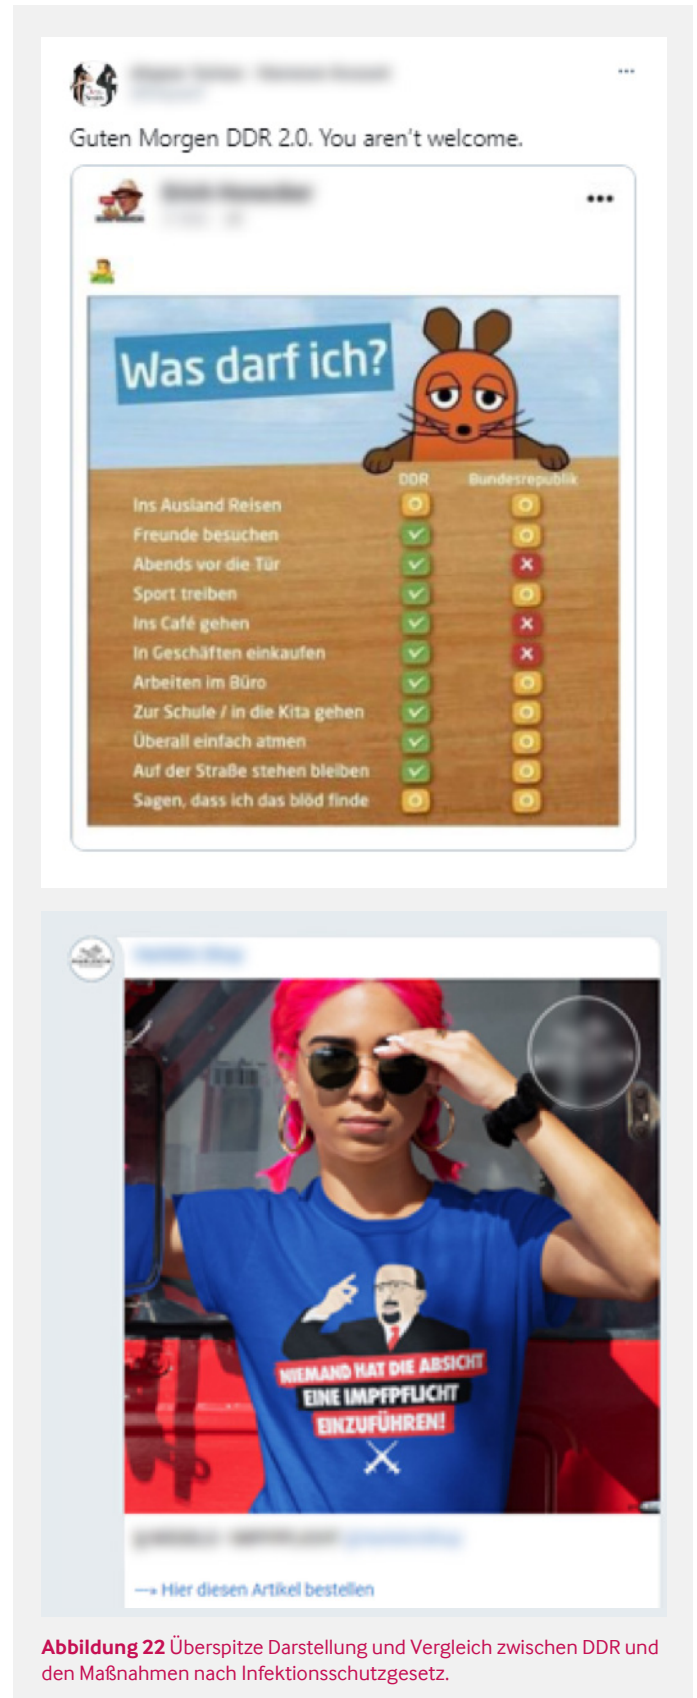 Guten Morgen DDR 2.0. You aren't welcome.
Was darf ich?
DDR Bundesrepublik
Ins Ausland Reisen
Freunde besuchen
Abends vor die Tür
Sport treiben
Ins Café gehen
In Geschäften einkaufen
Arbeiten im Büro
Zur Schule / in die Kita gehen
Überall einfach atmen
Auf der Straße stehen bleiben
Sagen, dass ich das blöd finde
NIEMAND HAT DIE ABSICHT
EINE IMPFPFLICHT
EINZUFÜHREN!
—» Hier diesen Artikel bestellen
Abbildung 22 Überspitze Darstellung und Vergleich zwischen DDR und
den Maßnahmen nach Infektionsschutzgesetz.